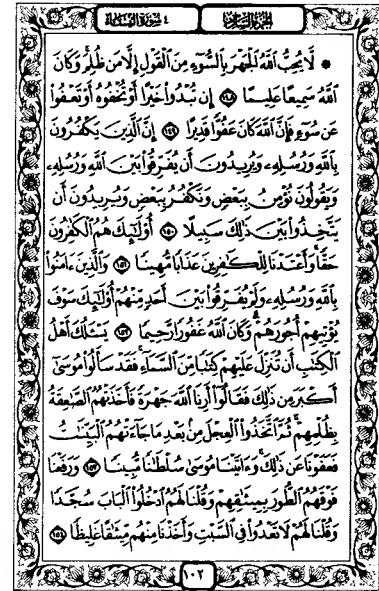 الجزء السادس ٤ سورة النساء
۞ لَّا يُحِبُّ ٱللَّهُ ٱلْجَهْرَ بِٱلسُّوٓءِ مِنَ ٱلْقَوْلِ إِلَّا مَن ظُلِمَ ۚ وَكَانَ
ٱللَّهُ سَمِيعًا عَلِيمًا ١٤٨ إِن تُبْدُوا۟ خَيْرًا أَوْ تُخْفُوهُ أَوْ تَعْفُوا۟
عَن سُوٓءٍ فَإِنَّ ٱللَّهَ كَانَ عَفُوًّا قَدِيرًا ١٤٩ إِنَّ ٱلَّذِينَ يَكْفُرُونَ
بِٱللَّهِ وَرُسُلِهِۦ وَيُرِيدُونَ أَن يُفَرِّقُوا۟ بَيْنَ ٱللَّهِ وَرُسُلِهِۦ
وَيَقُولُونَ نُؤْمِنُ بِبَعْضٍ وَنَكْفُرُ بِبَعْضٍ وَيُرِيدُونَ أَن
يَتَّخِذُوا۟ بَيْنَ ذَٰلِكَ سَبِيلًا ١٥٠ أُو۟لَٰٓئِكَ هُمُ ٱلْكَٰفِرُونَ
حَقًّا ۚ وَأَعْتَدْنَا لِلْكَٰفِرِينَ عَذَابًا مُّهِينًا ١٥١ وَٱلَّذِينَ ءَامَنُوا۟
بِٱللَّهِ وَرُسُلِهِۦ وَلَمْ يُفَرِّقُوا۟ بَيْنَ أَحَدٍ مِّنْهُمْ أُو۟لَٰٓئِكَ سَوْفَ
يُؤْتِيهِمْ أُجُورَهُمْ ۗ وَكَانَ ٱللَّهُ غَفُورًا رَّحِيمًا ١٥٢ يَسْـَٔلُكَ أَهْلُ
ٱلْكِتَٰبِ أَن تُنَزِّلَ عَلَيْهِمْ كِتَٰبًا مِّنَ ٱلسَّمَآءِ ۚ فَقَدْ سَأَلُوا۟ مُوسَىٰٓ
أَكْبَرَ مِن ذَٰلِكَ فَقَالُوٓا۟ أَرِنَا ٱللَّهَ جَهْرَةً فَأَخَذَتْهُمُ ٱلصَّٰعِقَةُ
بِظُلْمِهِمْ ۚ ثُمَّ ٱتَّخَذُوا۟ ٱلْعِجْلَ مِنۢ بَعْدِ مَا جَآءَتْهُمُ ٱلْبَيِّنَٰتُ
فَعَفَوْنَا عَن ذَٰلِكَ ۚ وَءَاتَيْنَا مُوسَىٰ سُلْطَٰنًا مُّبِينًا ١٥٣ وَرَفَعْنَا
فَوْقَهُمُ ٱلطُّورَ بِمِيثَٰقِهِمْ وَقُلْنَا لَهُمُ ٱدْخُلُوا۟ ٱلْبَابَ سُجَّدًا
وَقُلْنَا لَهُمْ لَا تَعْدُوا۟ فِى ٱلسَّبْتِ وَأَخَذْنَا مِنْهُم مِّيثَٰقًا غَلِيظًا ١٥٤
١٠٢